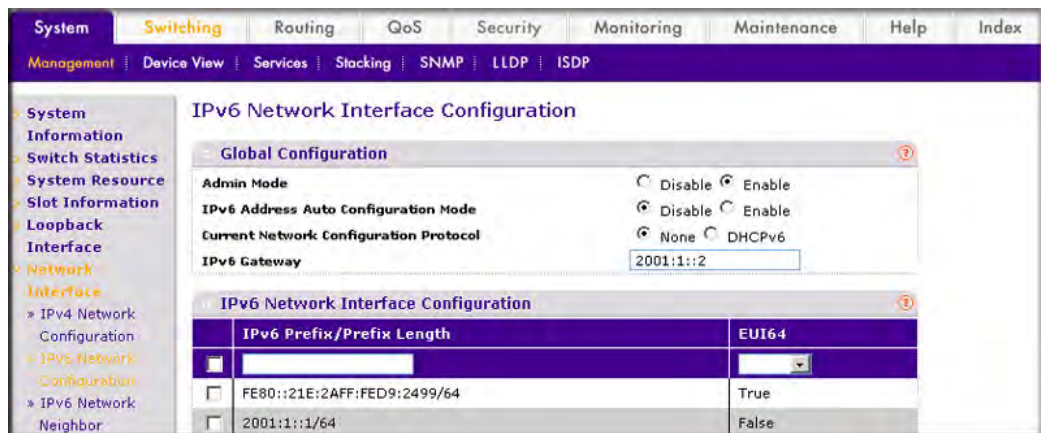 System Switching Routing QoS Security Monitoring Maintenance Help Index
Management Device View Services Stacking SNMP LLDP ISDP
System
Information
Switch Statistics
System Resource
Slot Information
Loopback
Interface
Network
Interface
» IPv4 Network
Configuration
» IPv6 Network
Configuration
» IPv6 Network
Neighbor
IPv6 Network Interface Configuration
Global Configuration ?
Admin Mode Disable Enable
IPv6 Address Auto Configuration Mode Disable Enable
Current Network Configuration Protocol None DHCPv6
IPv6 Gateway 2001:1::2
IPv6 Network Interface Configuration ?
IPv6 Prefix/Prefix Length EUI64
FE80::21E:2AFF:FED9:2499/64 True
2001:1::1/64 False